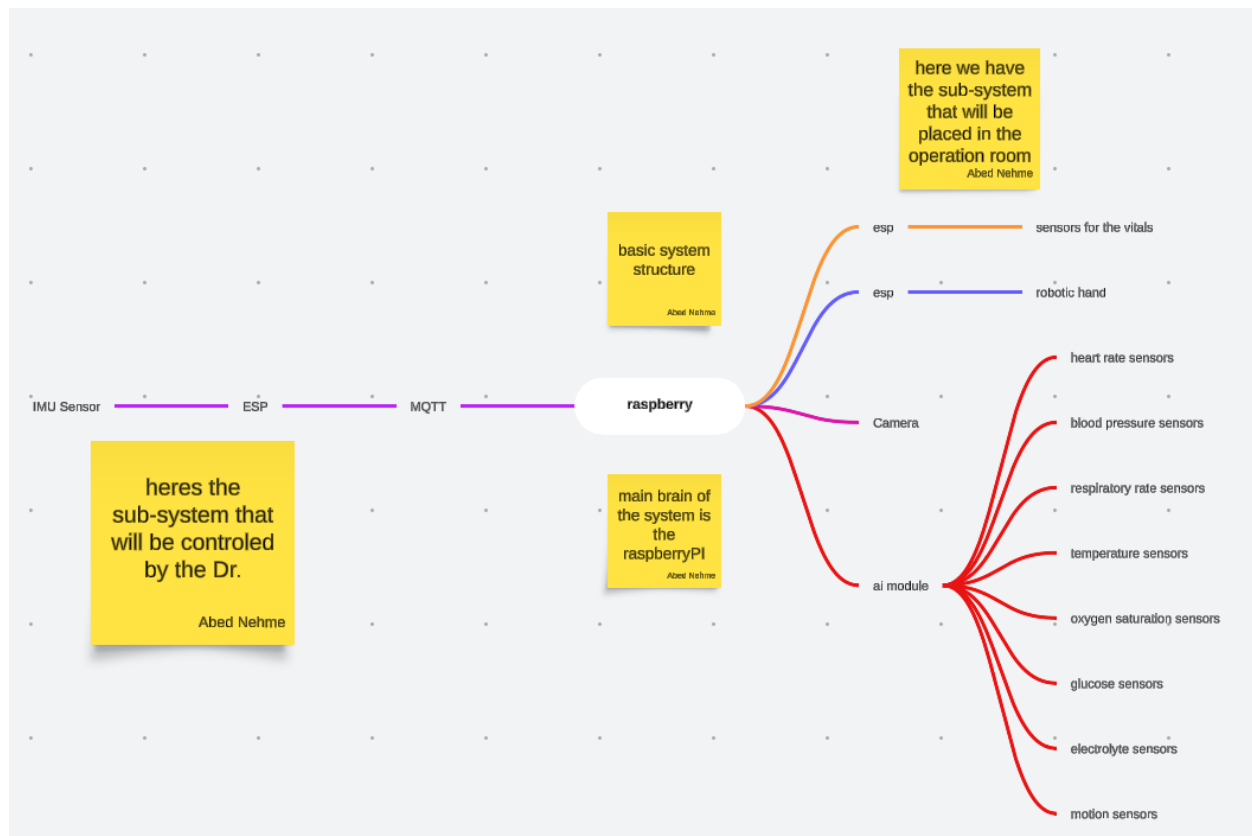 here we have
the sub-system
that will be
placed in the
operation room
Abed Nehme
basic system
structure
Abed Nehme
esp
sensors for the vitals
esp
robotic hand
heart rate sensors
IMU Sensor
ESP
MQTT
raspberry
Camera
blood pressure sensors
heres the
sub-system that
will be controled
by the Dr.
Abed Nehme
main brain of
the system is
the
raspberryPI
Abed Nehme
respiratory rate sensors
temperature sensors
ai module
oxygen saturation sensors
glucose sensors
electrolyte sensors
motion sensors